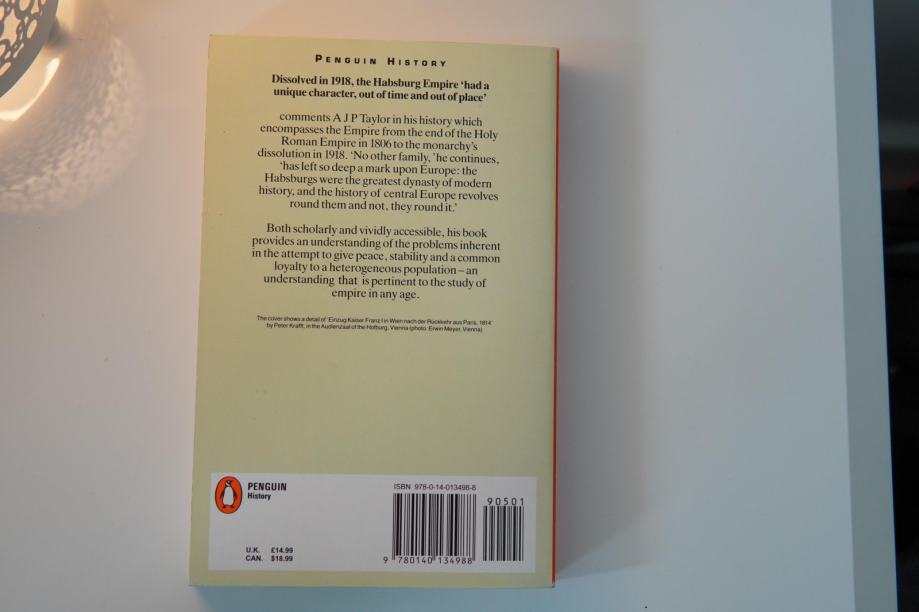 PENGUIN HISTORY
Dissolved in 1918, the Habsburg Empire ‘had a
unique character, out of time and out of place’
comments A J P Taylor in his history which
encompasses the Empire from the end of the Holy
Roman Empire in 1806 to the monarchy's
dissolution in 1918. ‘No other family, ’he continues,
‘has left so deep a mark upon Europe: the
Habsburgs were the greatest dynasty of modern
history, and the history of central Europe revolves
round them and not, they round it.’
Both scholarly and vividly accessible, his book
provides an understanding of the problems inherent
in the attempt to give peace, stability and a common
loyalty to a heterogeneous population – an
understanding that is pertinent to the study of
empire in any age.
The cover shows a detail of ‘Einzug Kaiser Franz I in Wien nach der Rückkehr aus Paris, 1814’
by Peter Krafft, in the Audienzaal of the Hofburg, Vienna (photo: Erwin Meyer, Vienna)
PENGUIN
History
U.K. £14.99
CAN. $18.99
ISBN 978-0-14-013498-8
90501
9 780140 134988